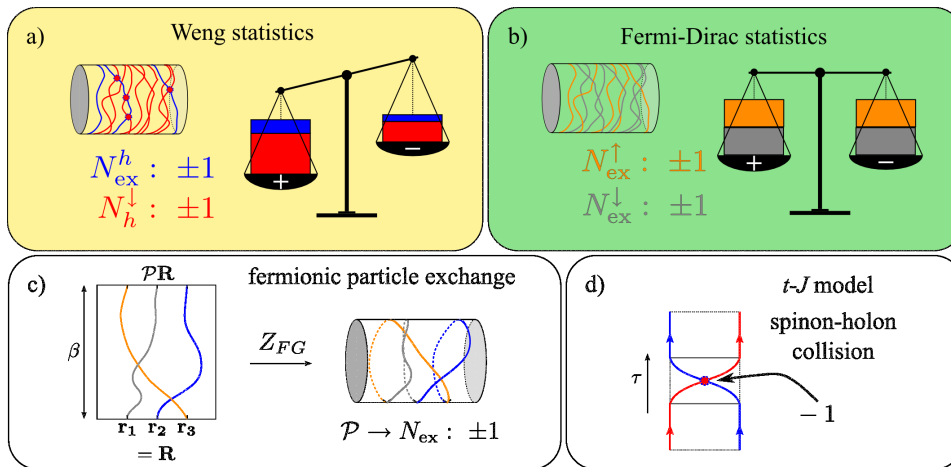 a)
Weng statistics
N_ex^h : ±1
N_h^↓ : ±1
+
−
b)
Fermi-Dirac statistics
N_ex^↑ : ±1
N_ex^↓ : ±1
+
−
c)
𝒫R
fermionic particle exchange
β
Z_FG
r₁ r₂ r₃
= R
𝒫 → N_ex : ±1
d)
t-J model
spinon-holon
collision
τ
− 1